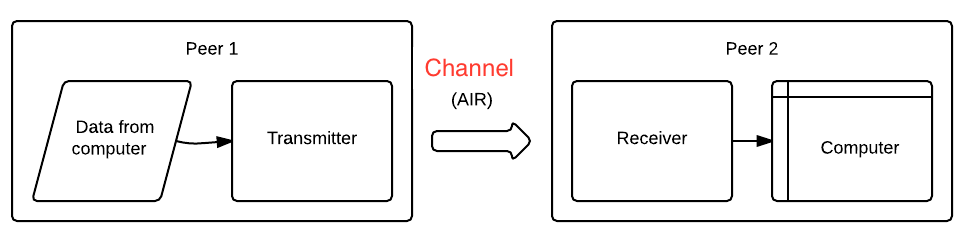 Peer 1
Data from
computer
Transmitter
Channel
(AIR)
Peer 2
Receiver
Computer